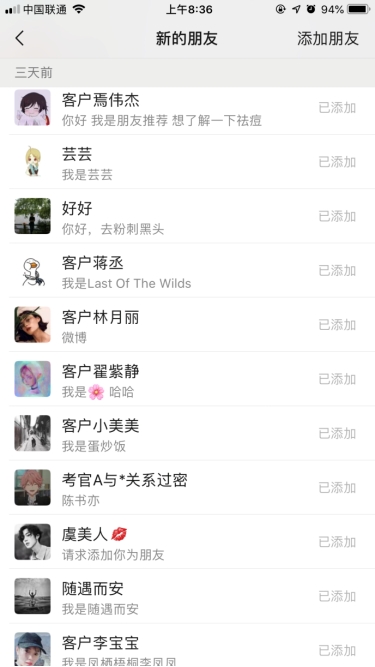 中国联通 上午8:36 94%
新的朋友 添加朋友
三天前
客户焉伟杰 已添加
你好 我是朋友推荐 想了解一下祛痘
芸芸 已添加
我是芸芸
好好 已添加
你好，去粉刺黑头
客户蒋丞 已添加
我是Last Of The Wilds
客户林月丽 已添加
微博
客户翟紫静 已添加
我是🌸 哈哈
客户小美美 已添加
我是蛋炒饭
考官A与*关系过密 已添加
陈书亦
虞美人💋 已添加
请求添加你为朋友
随遇而安 已添加
我是随遇而安
客户李宝宝 已添加
我是凤栖梧桐李凤凤